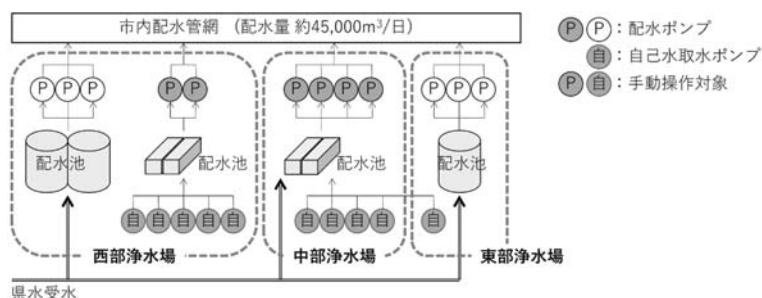 市内配水管網 (配水量 約45,000m³/日)
P P P
P P
P P P P
P P P
配水池
配水池
配水池
配水池
自 自 自 自 自
自 自 自 自
自
西部浄水場
中部浄水場
東部浄水場
県水受水
P P:配水ポンプ
自:自己水取水ポンプ
P 自:手動操作対象